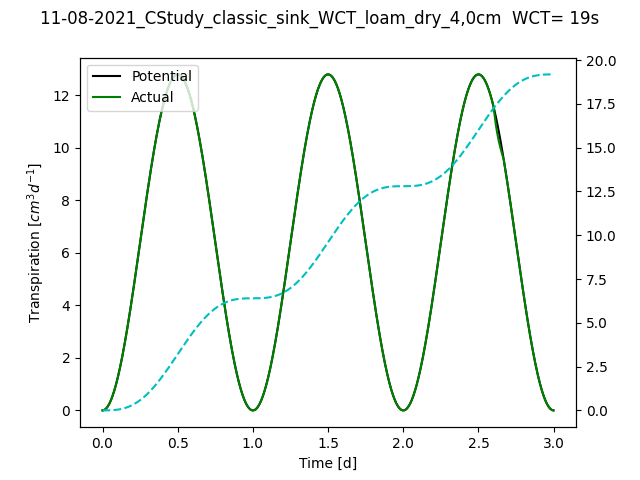 11-08-2021_CStudy_classic_sink_WCT_loam_dry_4,0cm  WCT= 19s
Potential
Actual
Transpiration [cm³d⁻¹]
12
10
8
6
4
2
0
20.0
17.5
15.0
12.5
10.0
7.5
5.0
2.5
0.0
0.0 0.5 1.0 1.5 2.0 2.5 3.0
Time [d]